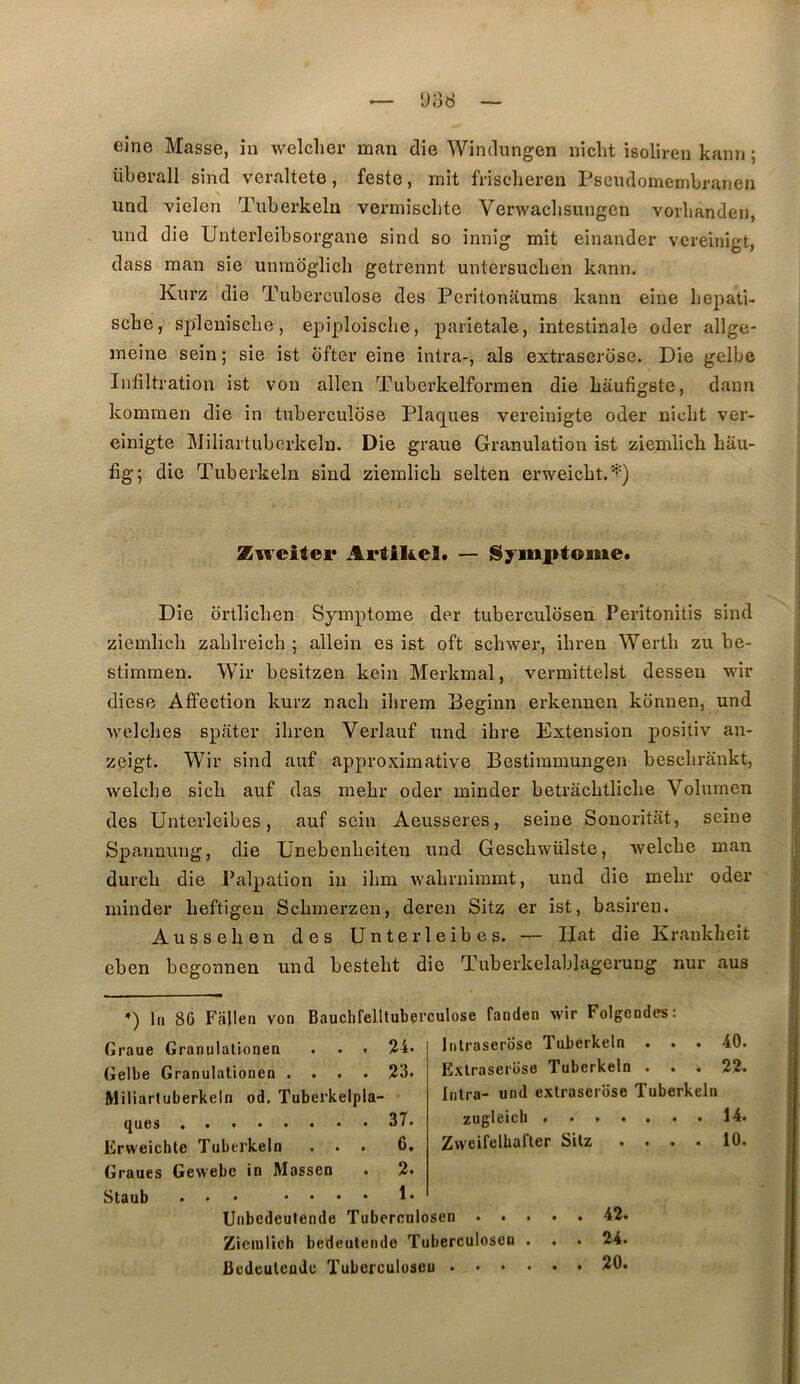 — 938 —
eine Masse, in welcher man die Windungen nicht isoliren kann;
überall sind veraltete, feste, mit frischeren Pseudomembranen
und vielen Tuberkeln vermischte Verwachsungen vorhanden,
und die Unterleibsorgane sind so innig mit einander vereinigt,
dass man sie unmöglich getrennt untersuchen kann.
Kurz die Tuberculose des Peritonäums kann eine hepati-
sche, splenische, epiploische, parietale, intestinale oder allge-
meine sein; sie ist öfter eine intra-, als extraseröse. Die gelbe
Infiltration ist von allen Tuberkelformen die häufigste, dann
kommen die in tuberculöse Plaques vereinigte oder nicht ver-
einigte Miliartuberkeln. Die graue Granulation ist ziemlich häu-
fig; die Tuberkeln sind ziemlich selten erweicht.*)
Zweiter Artikel. — Symptome.
Die örtlichen Symptome der tuberculösen Peritonitis sind
ziemlich zahlreich; allein es ist oft schwer, ihren Werth zu be-
stimmen. Wir besitzen kein Merkmal, vermittelst dessen wir
diese Affection kurz nach ihrem Beginn erkennen können, und
welches später ihren Verlauf und ihre Extension positiv an-
zeigt. Wir sind auf approximative Bestimmungen beschränkt,
welche sich auf das mehr oder minder beträchtliche Volumen
des Unterleibes, auf sein Aeusseres, seine Sonorität, seine
Spannung, die Unebenheiten und Geschwülste, welche man
durch die Palpation in ihm wahrnimmt, und die mehr oder
minder heftigen Schmerzen, deren Sitz er ist, basiren.
Aussehen des Unterleibes. — Hat die Krankheit
eben begonnen und besteht die Tuberkelablagerung nur aus
*) In 86 Fällen von Bauchfelltuberculose fanden wir Folgendes:
Graue Granulationen . . . 24.
Gelbe Granulationen . . . . 23.
Miliartuberkeln od. Tuberkelpla-
ques . . . . . . . . 37.
Erweichte Tuberkeln . . . 6.
Graues Gewebe in Massen . 2.
Staub . . . . . . . 1.
Intraseröse Tuberkeln . . . 40.
Extraseröse Tuberkeln . . . 22.
Intra- und extraseröse Tuberkeln
zugleich . . . . . . . 14.
Zweifelhafter Sitz . . . . 10.
Unbedeutende Tuberculosen . . . . . 42.
Ziemlich bedeutende Tuberculosen . . . 24.
Bedeutende Tuberculosen . . . . . . 20.